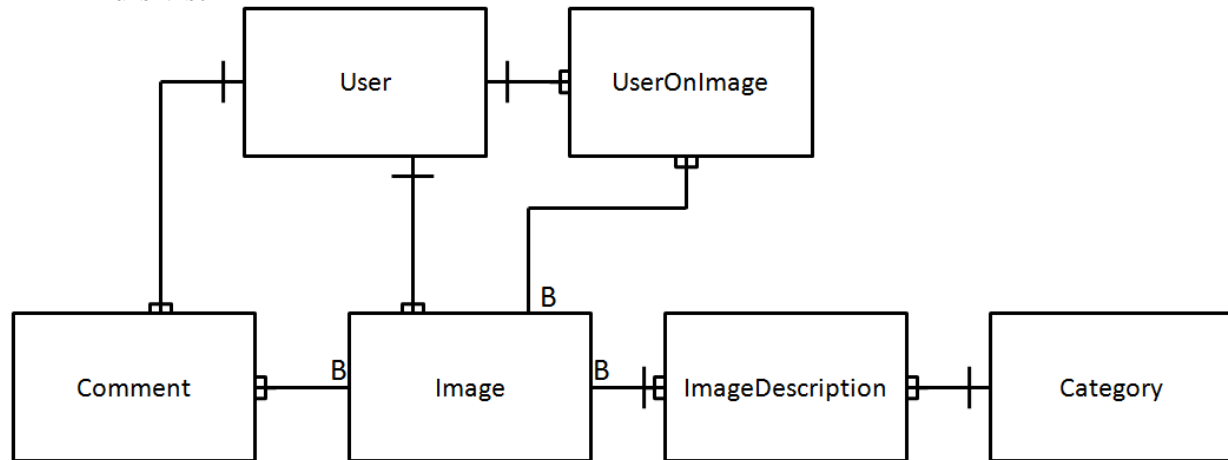 User
UserOnImage
B
B
B
Comment
Image
ImageDescription
Category